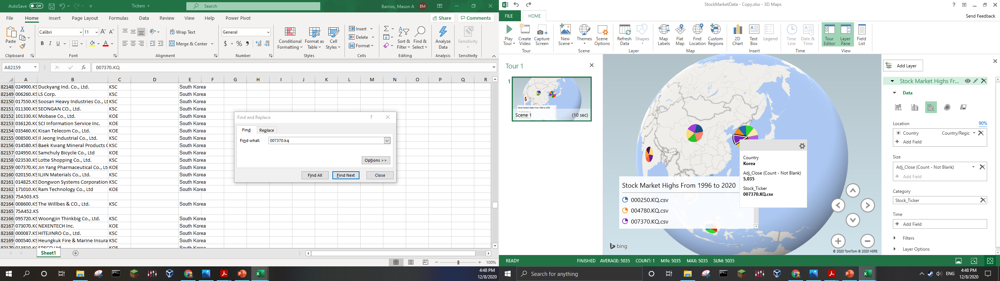 AutoSave Off Tickers Search Barrios, Mason A BM
File Home Insert Page Layout Formulas Data Review View Help Power Pivot Share Comments
Paste Calibri 11 A A ab Wrap Text General Insert Delete Format
B I U A Merge & Center $ % Conditional Formatting Format as Table Cell Styles Sort & Filter Find & Select Analyze Data Sensitivity
Clipboard Font Alignment Number Styles Cells Editing Analysis Sensitivity
A82159 fx 007370.KQ
A B C D E F G H I J K L M N O P Q R
82148 024900.KS Duckyang Ind. Co., Ltd. KSC South Korea
82149 006260.KS LS Corp. KSC South Korea
82150 017550.KS Soosan Heavy Industries Co., Lt KSC South Korea
82151 011300.KS SEONGAN CO., Ltd. KSC South Korea
82152 101330.KC Mobase Co., Ltd. KOE South Korea
82153 036120.KC SCI Information Service Inc. KOE South Korea
82154 035460.KC Kisan Telecom Co., Ltd. KOE South Korea
82155 008500.KS Il Jeong Industrial Co., Ltd. KSC South Korea
82156 014580.KS Baek Kwang Mineral Products C KSC South Korea
82157 024950.KC Samchuly Bicycle Co., Ltd KOE South Korea
82158 023530.KS Lotte Shopping Co., Ltd. KSC South Korea
82159 007370.KC Jin Yang Pharmaceutical Co., Lt KOE South Korea
82160 020150.KS ILJIN Materials Co., Ltd. KSC South Korea
82161 014825.KS Dongwon Systems Corporation KSC South Korea
82162 171010.KC Ram Technology Co., Ltd KOE South Korea
82163 75A503.KS
82164 008600.KS The Willbes & CO., Ltd. KSC South Korea
82165 75A452.KS
82166 095720.KS Woongjin Thinkbig Co., Ltd. KSC South Korea
82167 073070.KC NEXENTECH Inc. KOE South Korea
82168 000087.KS HITEJINRO Co., Ltd. KSC South Korea
82169 000540.KS Heungkuk Fire & Marine Insura KSC South Korea
82170 013810.KC SPECO Ltd. KOE South Korea
Find and Replace ?
Find Replace
Find what: 007370.kq
Options >>
Find All Find Next Close
Sheet1
100%
4:48 PM
12/8/2020
StockMarketData - Copy.xlsx - 3D Maps ?
FILE HOME Send Feedback
Play Tour Create Video Capture Screen New Scene Themes Scene Options Refresh Data Shapes Map Labels Flat Map Find Location Custom Regions 2D Chart Text Box Legend Time Line Date & Time Tour Editor Layer Pane Field List
Tour Scene Layer Map Insert Time View
Tour 1
1
Stock Market Highs From 1996 to 2020
Scene 1 (10 sec)
Stock Market Highs From 1996 to 2020
000250.KQ.csv
004780.KQ.csv
007370.KQ.csv
Country
Korea
Adj_Close (Count - Not Blank)
5,035
Stock_Ticker
007370.KQ.csv
bing
© 2020 TomTom © 2020 HERE
Add Layer
Stock Market Highs Fr...
Data
Location 90%
Country Country/Regic
Add Field
Size
Adj_Close (Count - Not Blank)
Add Field
Category
Stock_Ticker
Time
Add Field
Filters
Layer Options
READY FINISHED AVERAGE: 5035 COUNT: 1 MIN: 5035 MAX: 5035 SUM: 5035
Search for anything
ENG
4:48 PM
12/8/2020